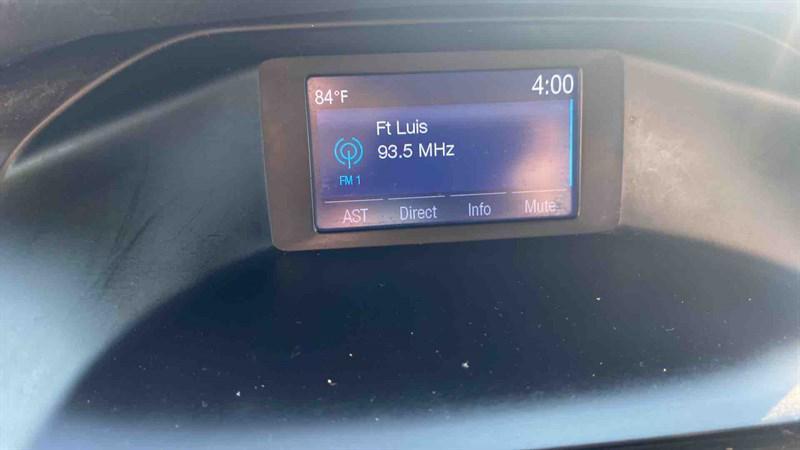 84°F 4:00
Ft Luis
93.5 MHz
FM 1
AST Direct Info Mute